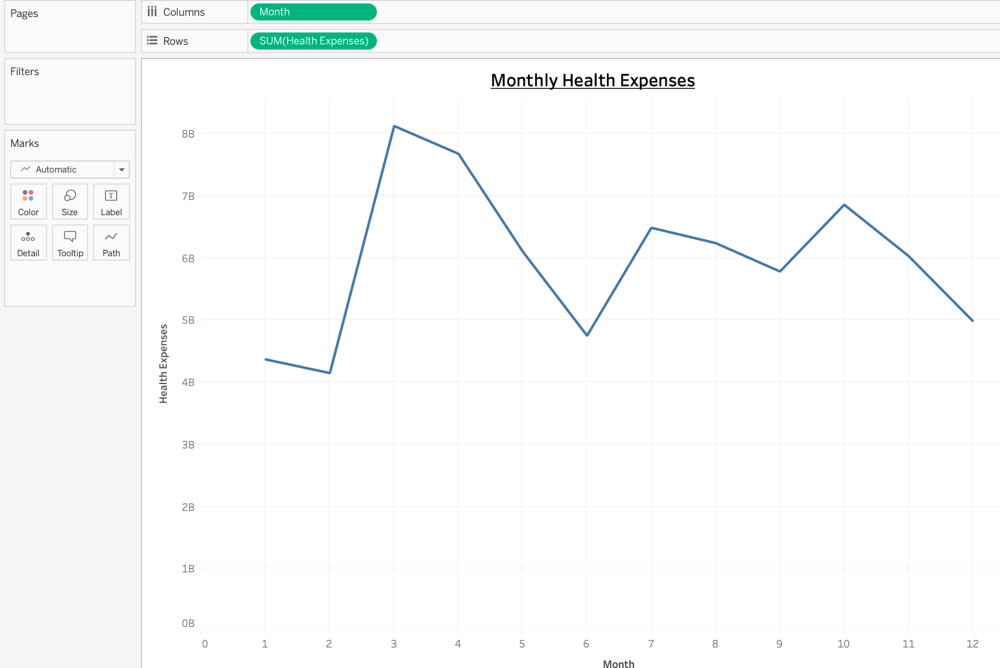 Pages
Columns
Month
Rows
SUM(Health Expenses)
Filters
Marks
Automatic
Color
Size
Label
Detail
Tooltip
Path
Monthly Health Expenses
Health Expenses
8B
7B
6B
5B
4B
3B
2B
1B
0B
0 1 2 3 4 5 6 7 8 9 10 11 12
Month